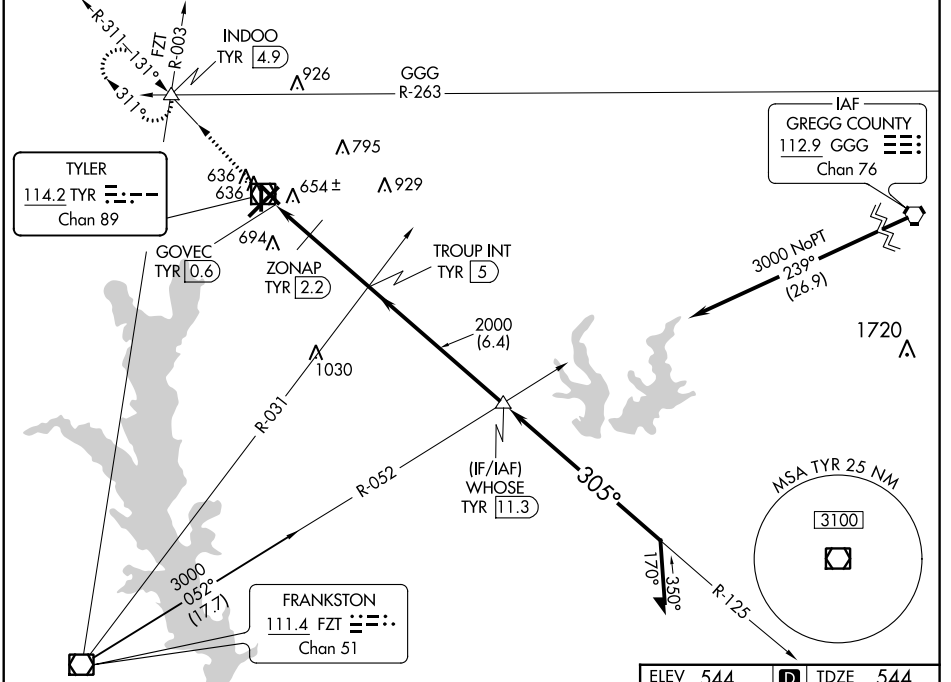 R-311
131°
FZT
R-003
INDOO
TYR 4.9
926
GGG
R-263
311°
IAF
GREGG COUNTY
112.9 GGG
Chan 76
TYLER
114.2 TYR
Chan 89
795
636
636
654 ±
929
694
GOVEC
TYR 0.6
ZONAP
TYR 2.2
TROUP INT
TYR 5
3000 NoPT
239°
(26.9)
2000
(6.4)
1720
1030
R-031
R-052
(IF/IAF)
WHOSE
TYR 11.3
305°
MSA TYR 25 NM
3100
170°
350°
R-125
3000
052°
(17.7)
FRANKSTON
111.4 FZT
Chan 51
ELEV 544 D TDZE 544